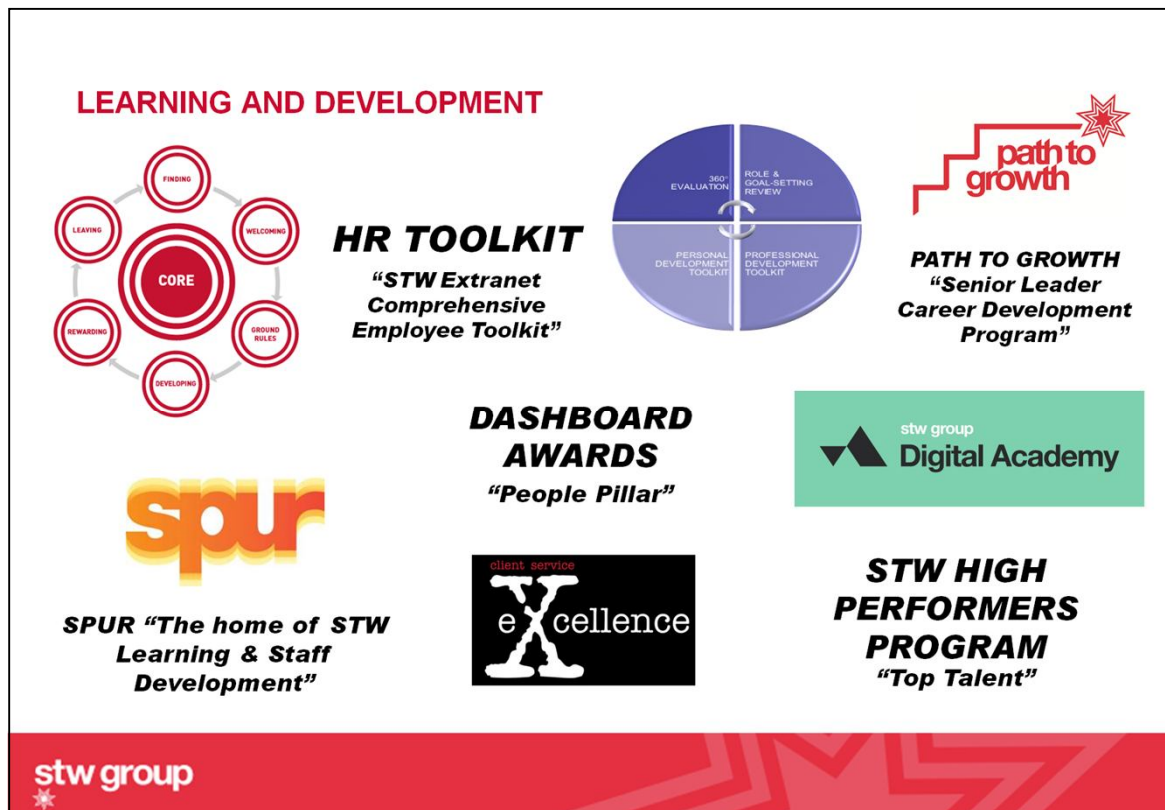 LEARNING AND DEVELOPMENT
FINDING
WELCOMING
GROUND
RULES
DEVELOPING
REWARDING
LEAVING
CORE
HR TOOLKIT
“STW Extranet
Comprehensive
Employee Toolkit”
360°
EVALUATION
ROLE &
GOAL-SETTING
REVIEW
PERSONAL
DEVELOPMENT
TOOLKIT
PROFESSIONAL
DEVELOPMENT
TOOLKIT
path to
growth
PATH TO GROWTH
“Senior Leader
Career Development
Program”
DASHBOARD
AWARDS
“People Pillar”
stw group
Digital Academy
spur
SPUR “The home of STW
Learning & Staff
Development”
client service
eXcellence
STW HIGH
PERFORMERS
PROGRAM
“Top Talent”
stw group